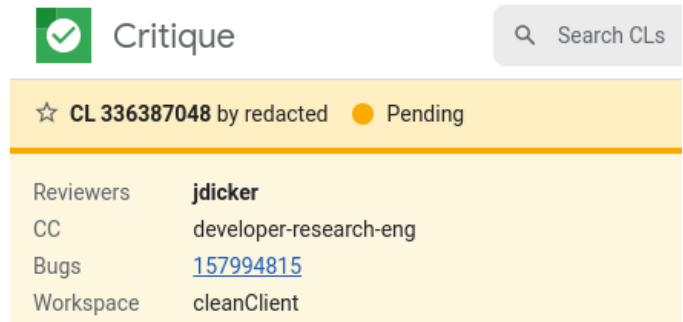 Critique
Search CLs
CL 336387048 by redacted Pending
Reviewers jdicker
CC developer-research-eng
Bugs 157994815
Workspace cleanClient